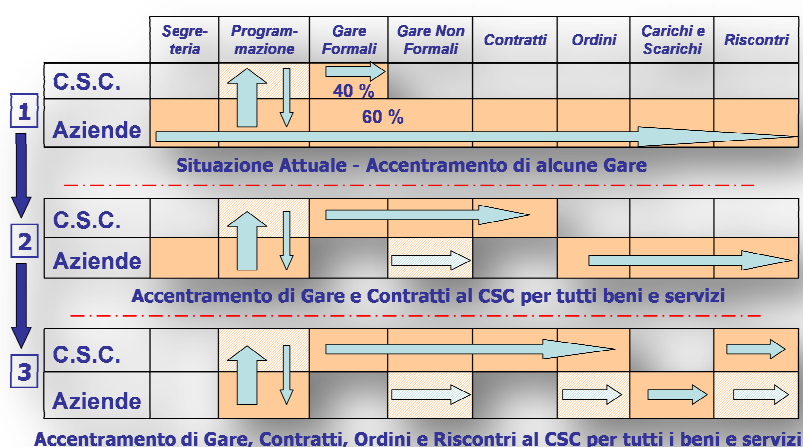 Segre- Program- Gare Gare Non Contratti Ordini Carichi e Riscontri
teria mazione Formali Formali Scarichi
C.S.C.
40 %
1
Aziende
60 %
Situazione Attuale - Accentramento di alcune Gare
C.S.C.
2
Aziende
Accentramento di Gare e Contratti al CSC per tutti beni e servizi
C.S.C.
3
Aziende
Accentramento di Gare, Contratti, Ordini e Riscontri al CSC per tutti i beni e servizi